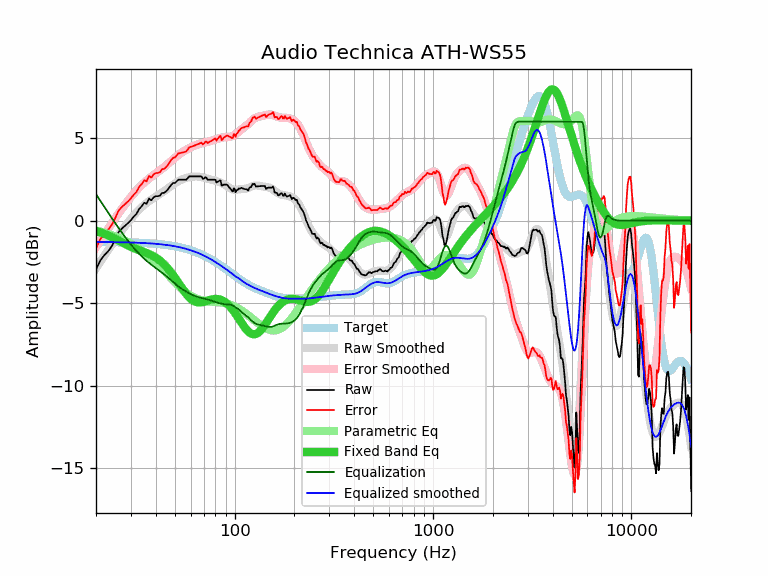 Audio Technica ATH-WS55
Amplitude (dBr)
5
0
−5
−10
−15
Target
Raw Smoothed
Error Smoothed
Raw
Error
Parametric Eq
Fixed Band Eq
Equalization
Equalized smoothed
100
1000
10000
Frequency (Hz)